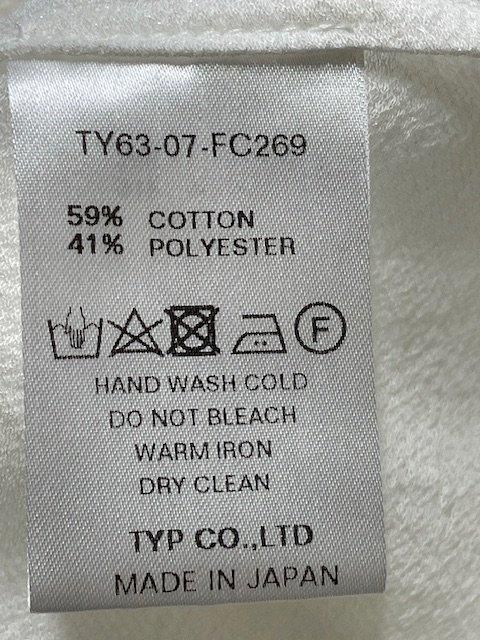 TY63-07-FC269
59% COTTON
41% POLYESTER
F
HAND WASH COLD
DO NOT BLEACH
WARM IRON
DRY CLEAN
TYP CO.,LTD
MADE IN JAPAN